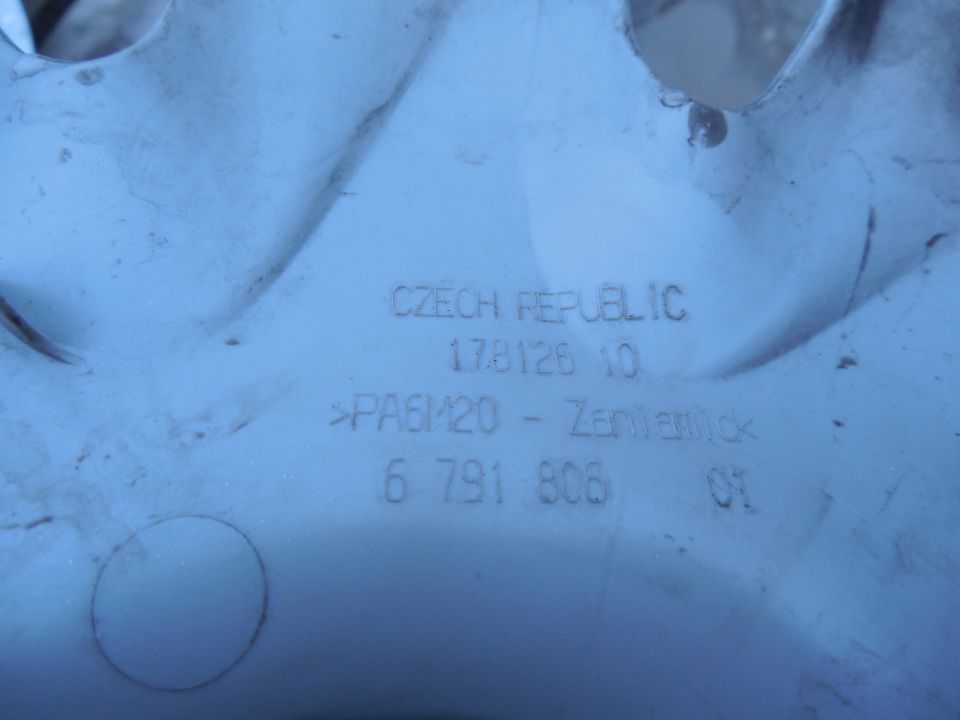 CZECH REPUBLIC
178126 10
>PA6M20 - Zaniamid<
6 791 806 01